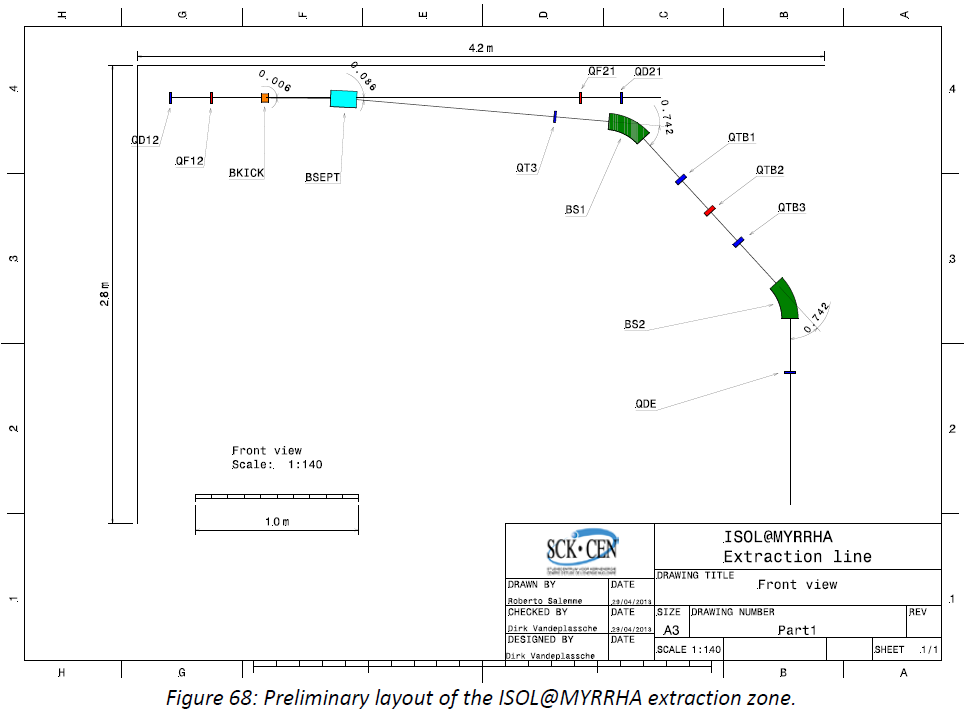 H G F E D C B A
4.2 m
QF21
QD21
0.006
0.086
4
4
0.742
QD12
QF12
BKICK
BSEPT
QT3
QTB1
QTB2
QTB3
BS1
3
3
2.8 m
BS2
0.742
QDE
2
2
Front view
Scale: 1:140
1.0 m
SCK•CEN
ISOL@MYRRHA
Extraction line
DRAWING TITLE
Front view
DRAWN BY DATE
Roberto Salemme 29/04/2013
CHECKED BY DATE
Dirk Vandeplassche 29/04/2013
DESIGNED BY DATE
Dirk Vandeplassche
SIZE DRAWING NUMBER REV
A3 Part1
SCALE 1:140 SHEET 1/1
1
1
H G B A
Figure 68: Preliminary layout of the ISOL@MYRRHA extraction zone.